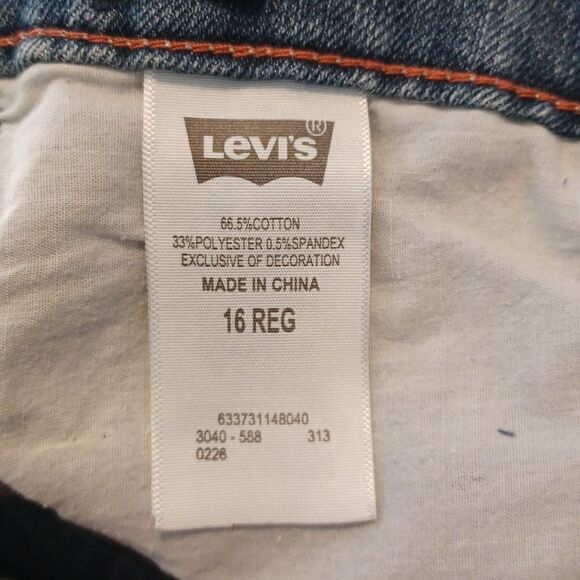 LEVI'S®
66.5%COTTON
33%POLYESTER 0.5%SPANDEX
EXCLUSIVE OF DECORATION
MADE IN CHINA
16 REG
633731148040
3040 - 588 313
0226